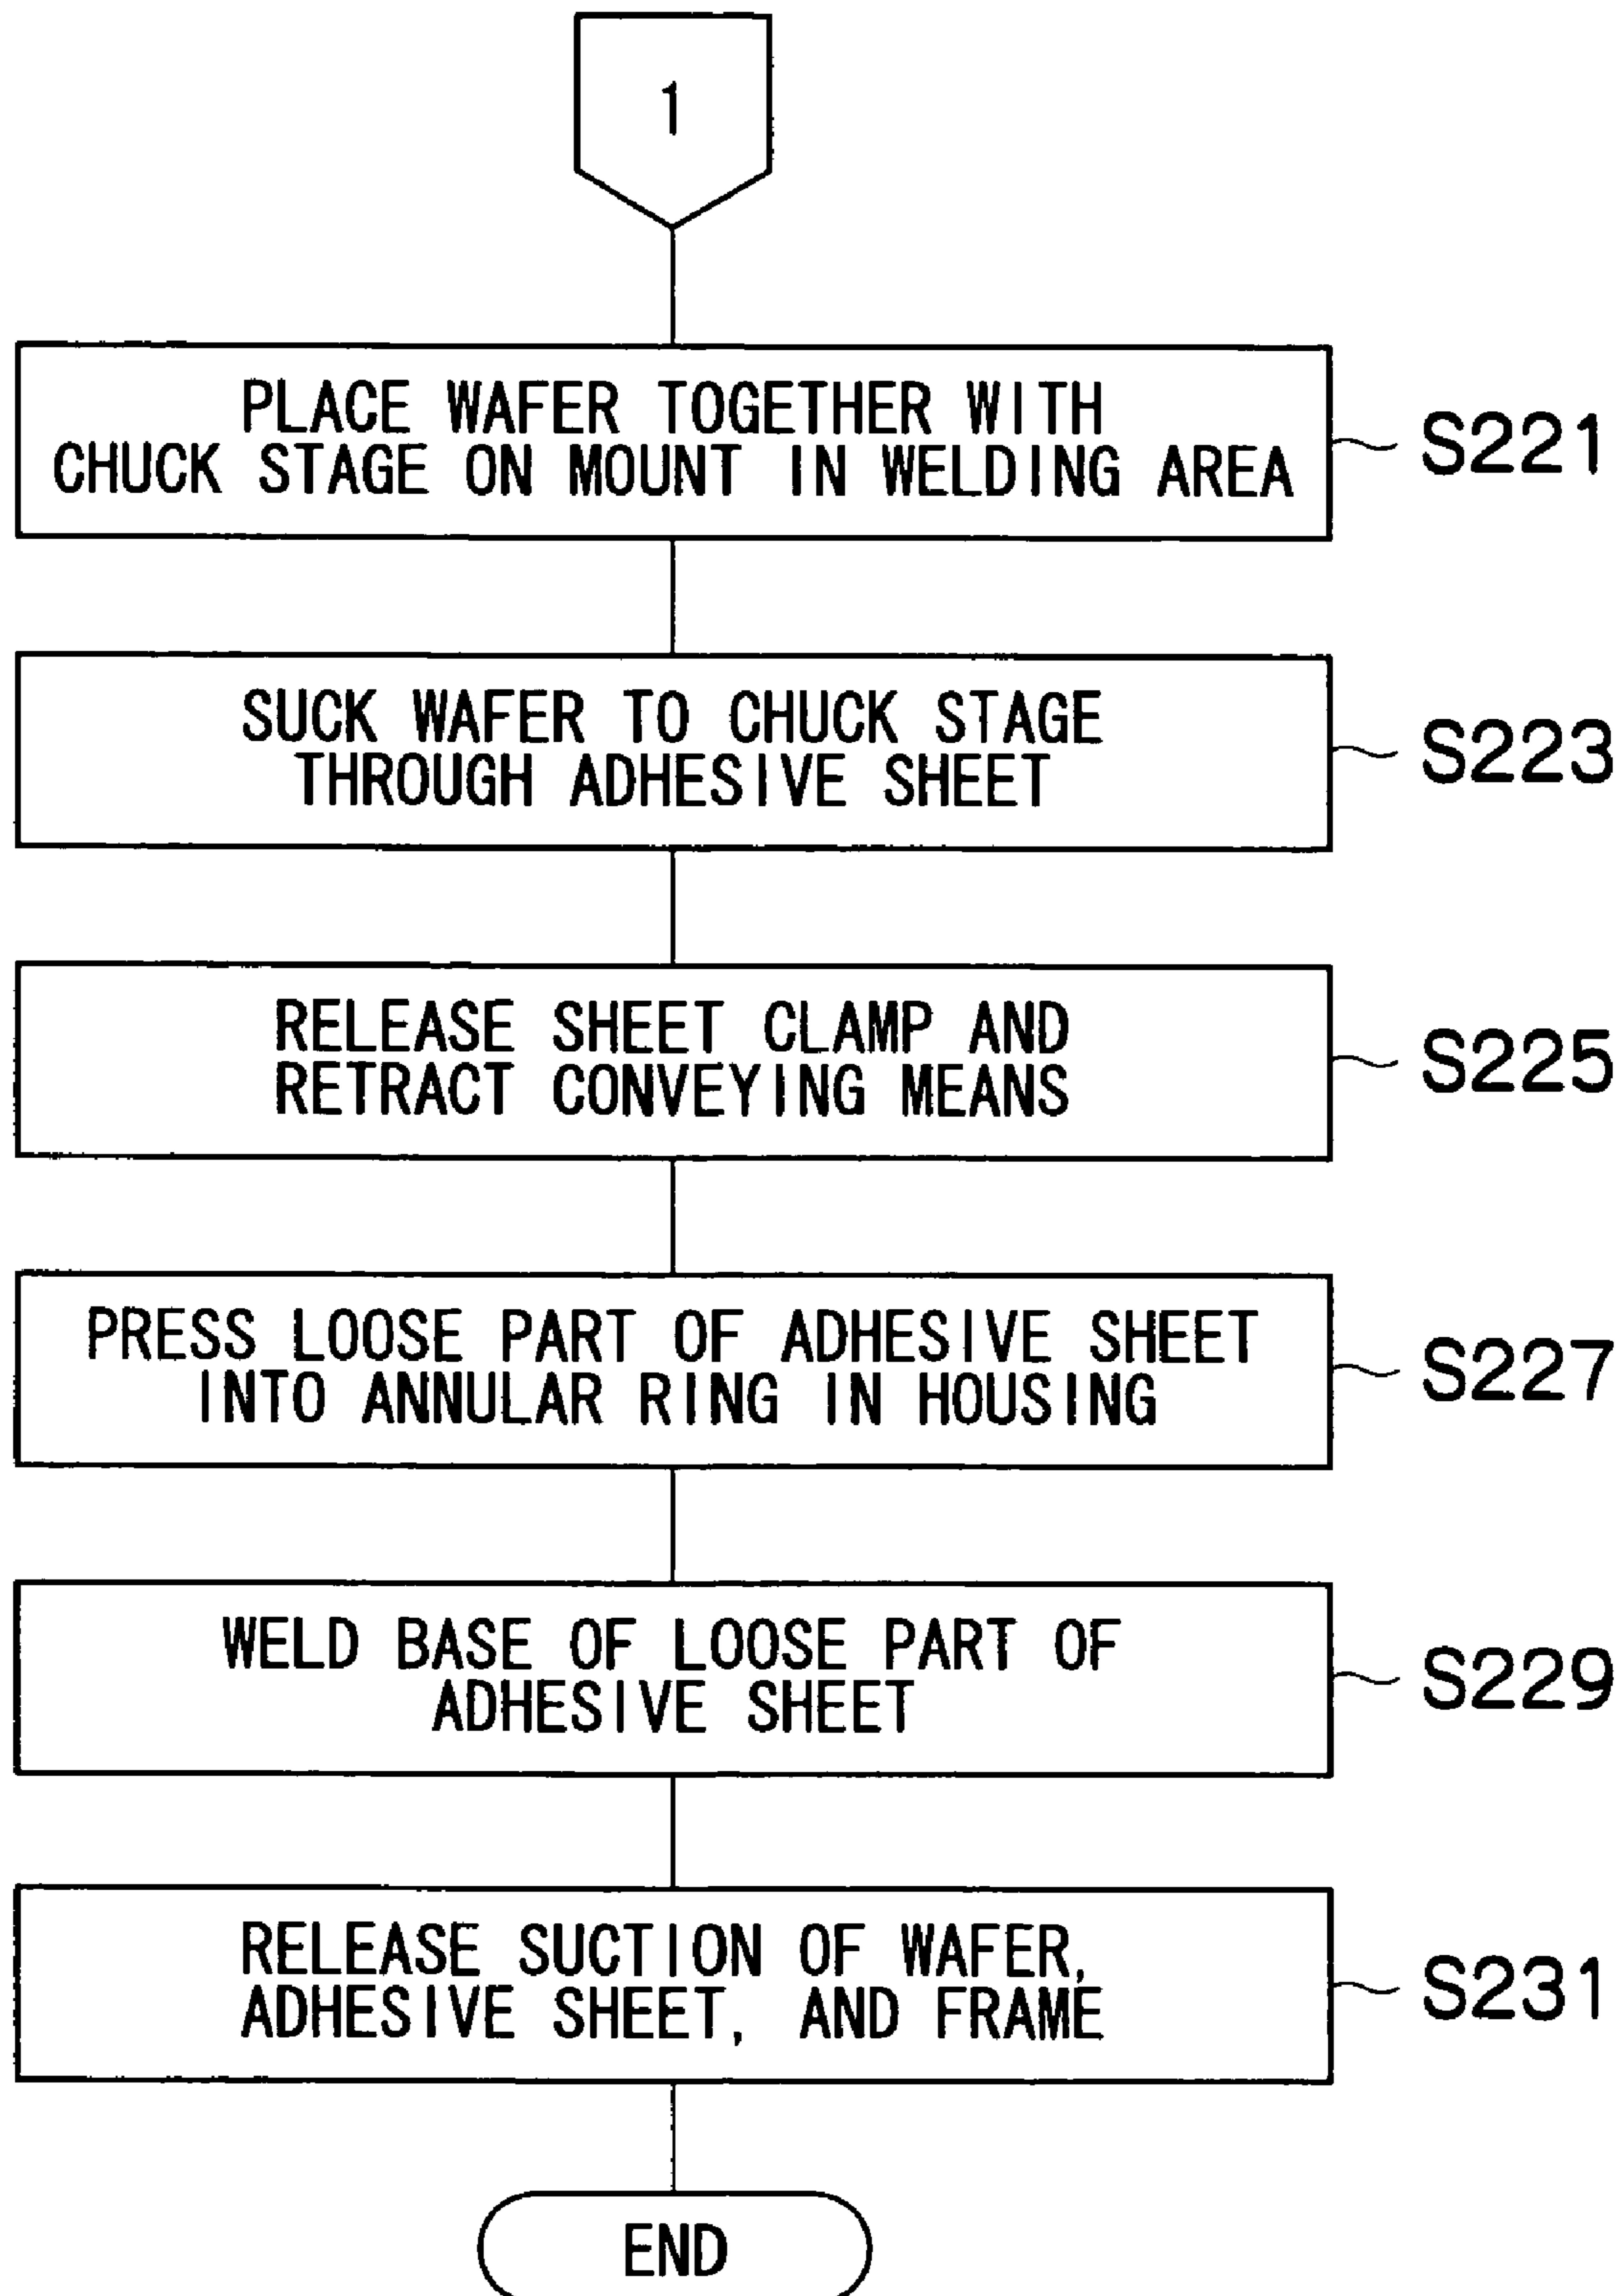 1
PLACE WAFER TOGETHER WITH
CHUCK STAGE ON MOUNT IN WELDING AREA
S221
SUCK WAFER TO CHUCK STAGE
THROUGH ADHESIVE SHEET
S223
RELEASE SHEET CLAMP AND
RETRACT CONVEYING MEANS
S225
PRESS LOOSE PART OF ADHESIVE SHEET
INTO ANNULAR RING IN HOUSING
S227
WELD BASE OF LOOSE PART OF
ADHESIVE SHEET
S229
RELEASE SUCTION OF WAFER,
ADHESIVE SHEET, AND FRAME
S231
END